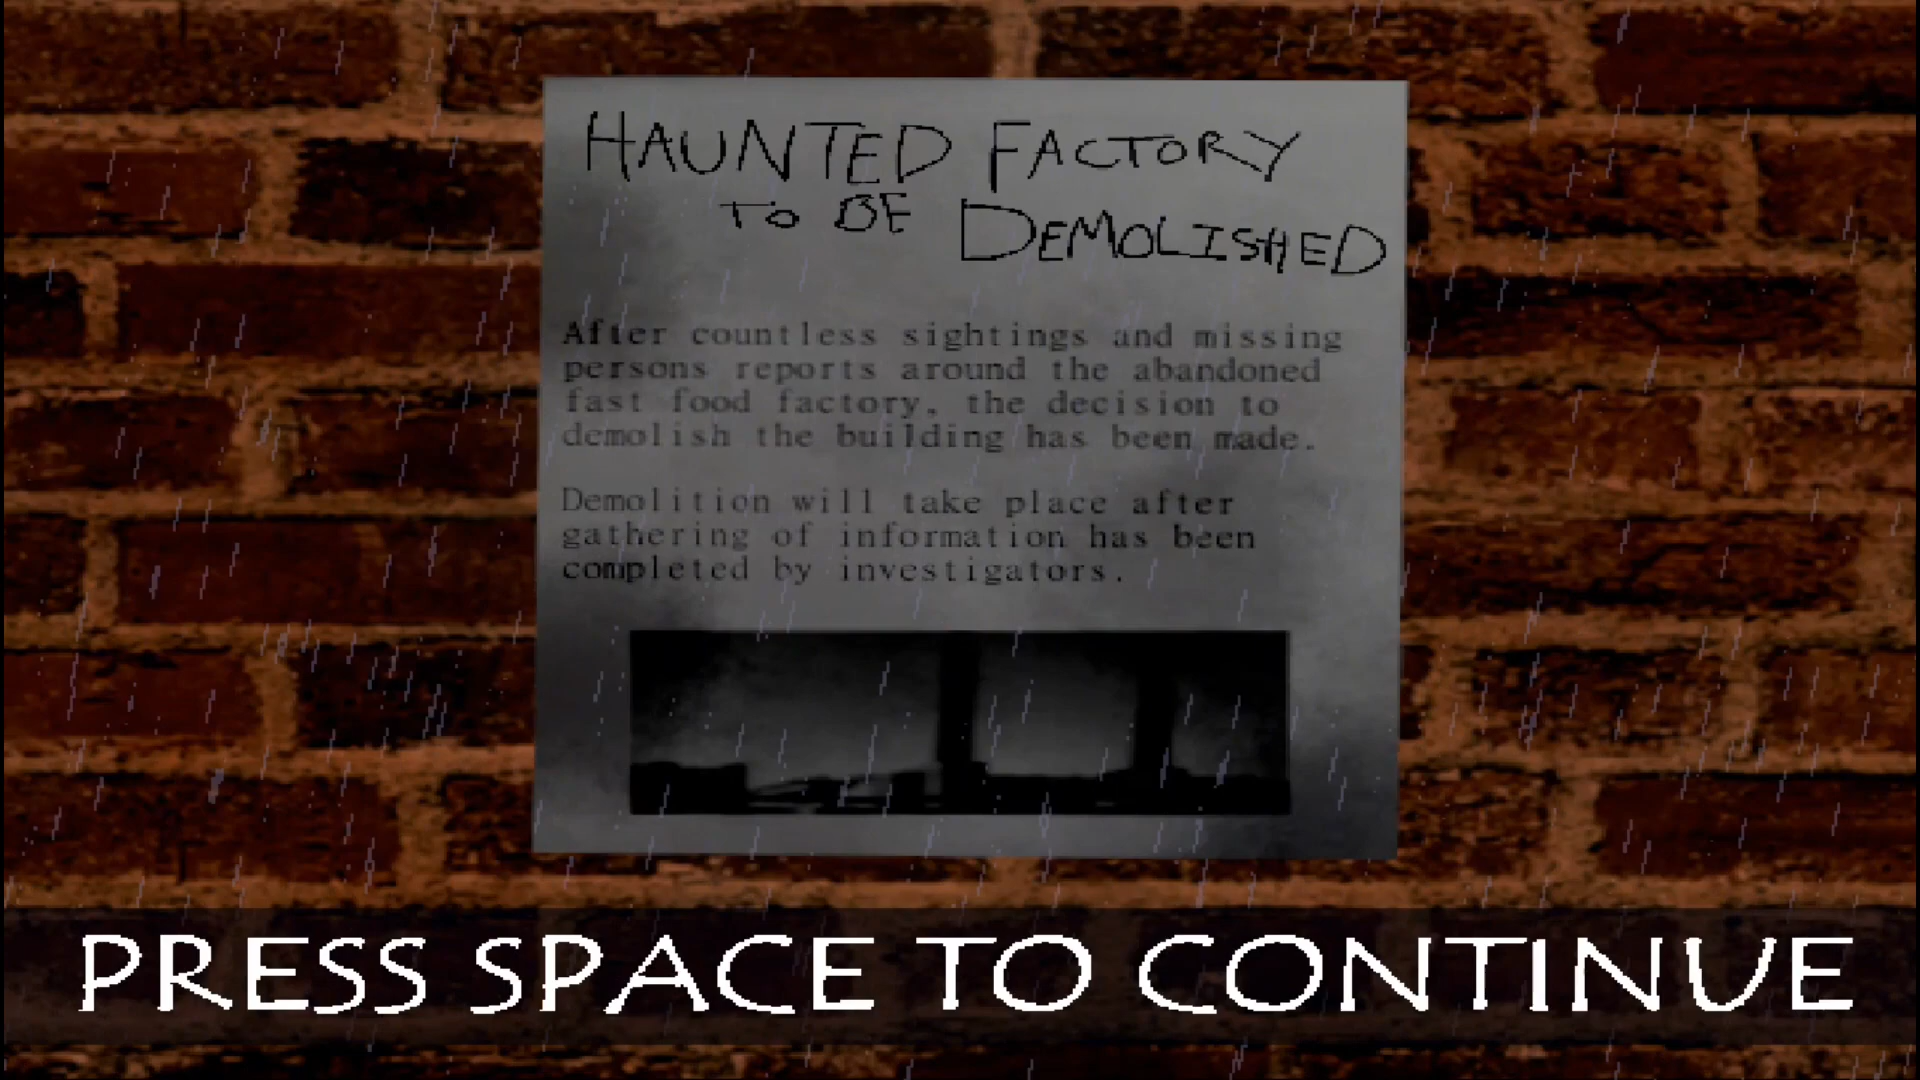 HAUNTED FACTORY
TO BE DEMOLISHED
After countless sightings and missing
persons reports around the abandoned
fast food factory, the decision to
demolish the building has been made.
Demolition will take place after
gathering of information has been
completed by investigators.
PRESS SPACE TO CONTINUE